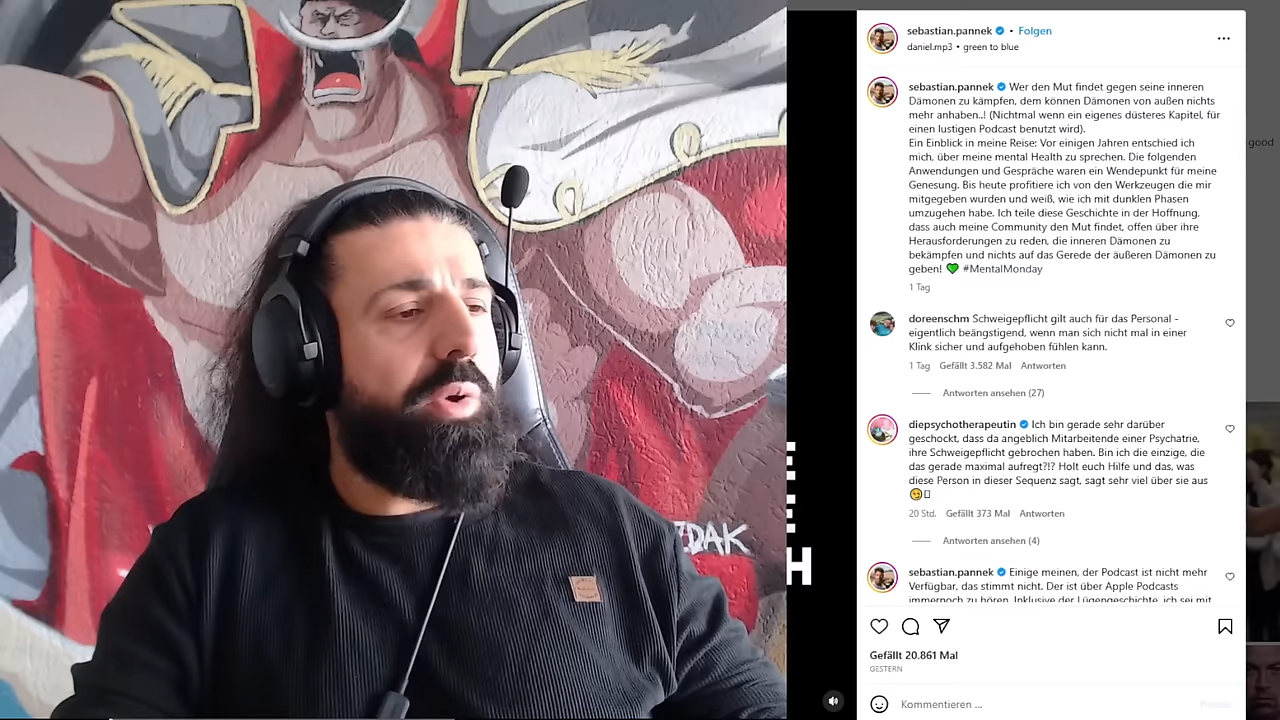 sebastian.pannek • Folgen
daniel.mp3 • green to blue
sebastian.pannek Wer den Mut findet gegen seine inneren
Dämonen zu kämpfen, dem können Dämonen von außen nichts
mehr anhaben..! (Nichtmal wenn ein eigenes düsteres Kapitel, für
einen lustigen Podcast benutzt wird).
Ein Einblick in meine Reise: Vor einigen Jahren entschied ich
mich, über meine mental Health zu sprechen. Die folgenden
Anwendungen und Gespräche waren ein Wendepunkt für meine
Genesung. Bis heute profitiere ich von den Werkzeugen die mir
mitgegeben wurden und weiß, wie ich mit dunklen Phasen
umzugehen habe. Ich teile diese Geschichte in der Hoffnung,
dass auch meine Community den Mut findet, offen über ihre
Herausforderungen zu reden, die inneren Dämonen zu
bekämpfen und nichts auf das Gerede der äußeren Dämonen zu
geben! 💚 #MentalMonday
1 Tag
doreenschm Schweigepflicht gilt auch für das Personal -
eigentlich beängstigend, wenn man sich nicht mal in einer
Klink sicher und aufgehoben fühlen kann.
1 Tag Gefällt 3.582 Mal Antworten
Antworten ansehen (27)
diepsychotherapeutin Ich bin gerade sehr darüber
geschockt, dass da angeblich Mitarbeitende einer Psychatrie,
ihre Schweigepflicht gebrochen haben. Bin ich die einzige, die
das gerade maximal aufregt?!? Holt euch Hilfe und das, was
diese Person in dieser Sequenz sagt, sagt sehr viel über sie aus
20 Std. Gefällt 373 Mal Antworten
Antworten ansehen (4)
sebastian.pannek Einige meinen, der Podcast ist nicht mehr
Verfügbar, das stimmt nicht. Der ist über Apple Podcasts
immernoch zu hören. Inklusive der Lügengeschichte, ich sei mit
Gefällt 20.861 Mal
GESTERN
Kommentieren ...
good
E
E
H